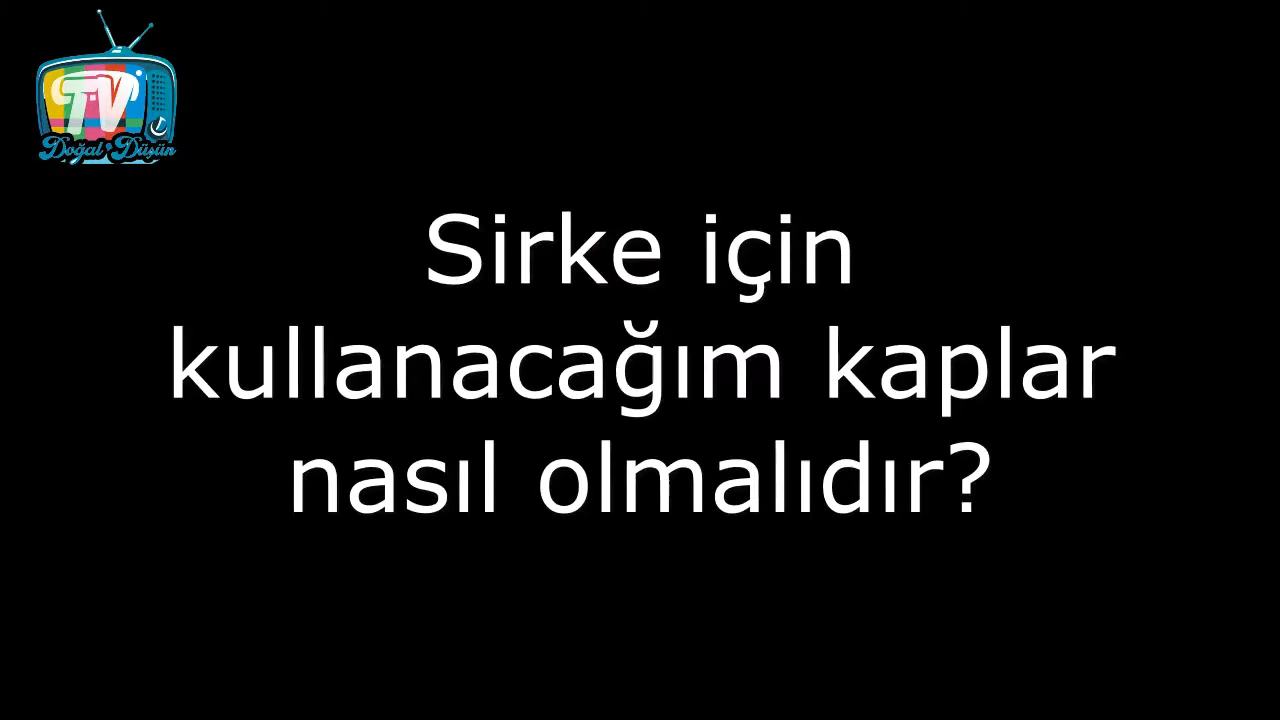 TV
Doğal Düşün
Sirke için
kullanacağım kaplar
nasıl olmalıdır?